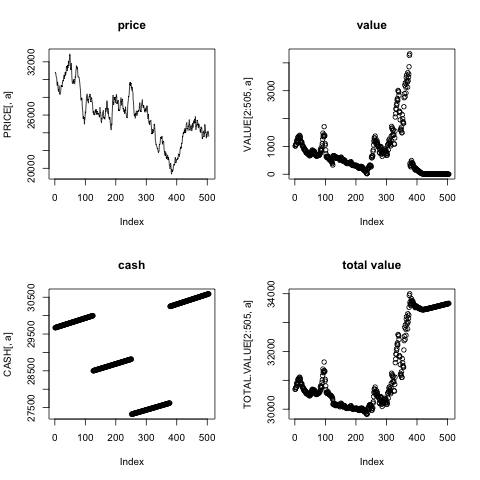 price
PRICE[, a]
20000 23000 26000 29000 32000
0 100 200 300 400 500
Index
value
VALUE[2:505, a]
0 1000 3000
0 100 200 300 400 500
Index
cash
CASH[, a]
27500 28500 29500 30500
0 100 200 300 400 500
Index
total value
TOTAL.VALUE[2:505, a]
30000 32000 34000
0 100 200 300 400 500
Index